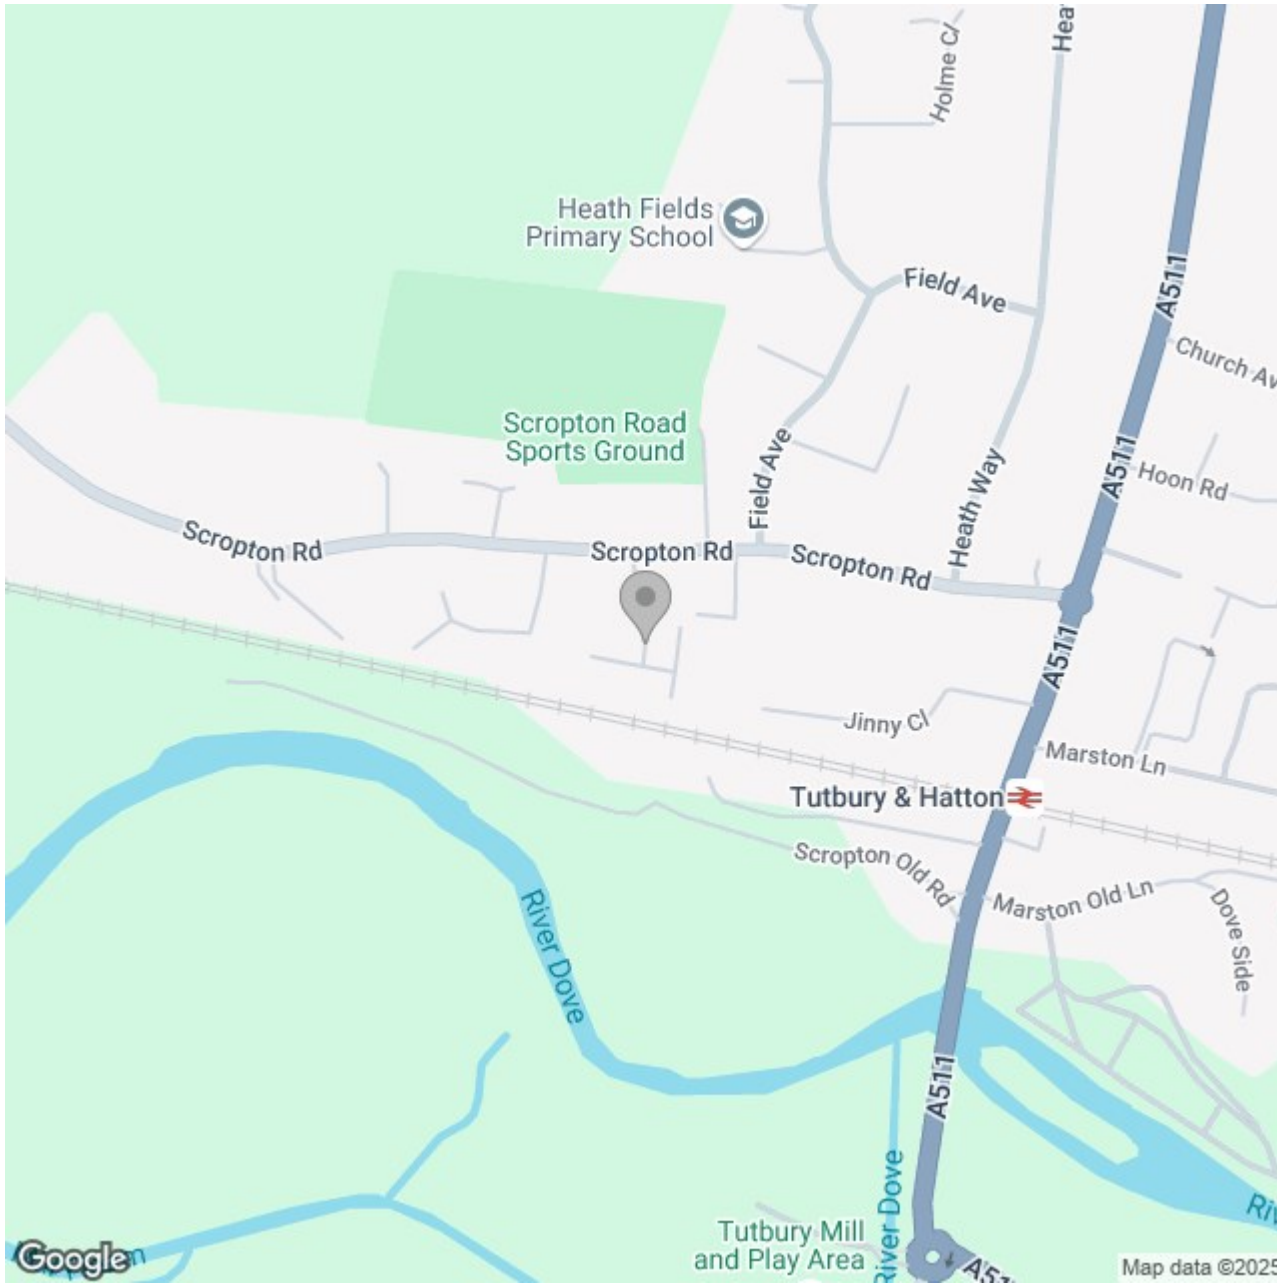 Holme Cl
Hea
Heath Fields
Primary School
Field Ave
A511
Church Av
Scropton Road
Sports Ground
Field Ave
Heath Way
A511
Hoon Rd
Scropton Rd
Scropton Rd
Scropton Rd
A511
Jinny Cl
Marston Ln
Tutbury & Hatton
Scropton Old Rd
Marston Old Ln
Dove Side
River Dove
A511
River Dove
Riv
Tutbury Mill
and Play Area
A51
Google
Map data ©2025